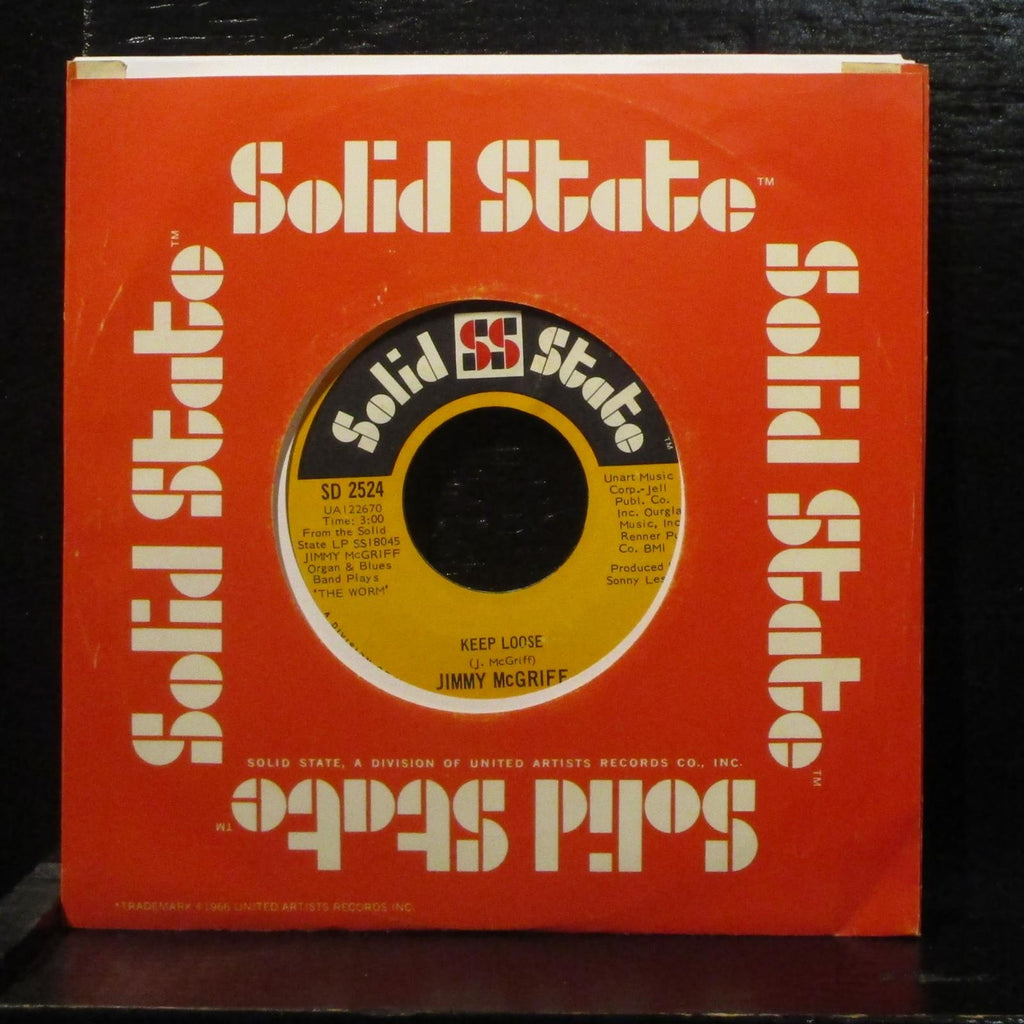 Solid State™
Solid State™
Solid State™
Solid SS State
TM
SD 2524
UA122670
Time: 3:00
From the Solid
State LP SS18045
JIMMY McGRIFF
Organ & Blues
Band Plays
'THE WORM'
A
Unart Music
Corp.-Jell
Publ. Co.
Inc. Ourgla
Music, Inc
Renner P
Co. BMI
Produced
Sonny Les
KEEP LOOSE
(J. McGriff)
JIMMY McGRIFF
SOLID STATE, A DIVISION OF UNITED ARTISTS RECORDS CO., INC.
Solid State™
*TRADEMARK ©1966 UNITED ARTISTS RECORDS INC.